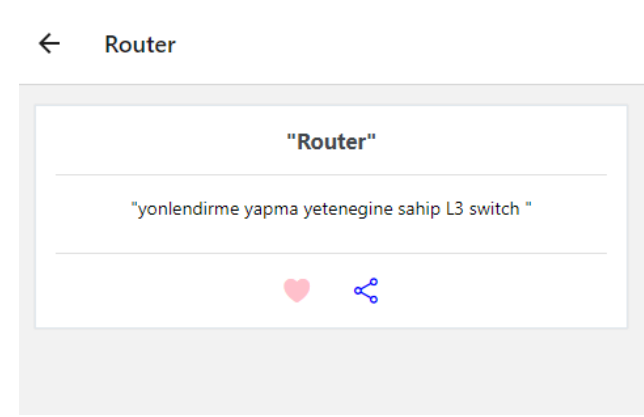 Router
"Router"
"yonlendirme yapma yetenegine sahip L3 switch "